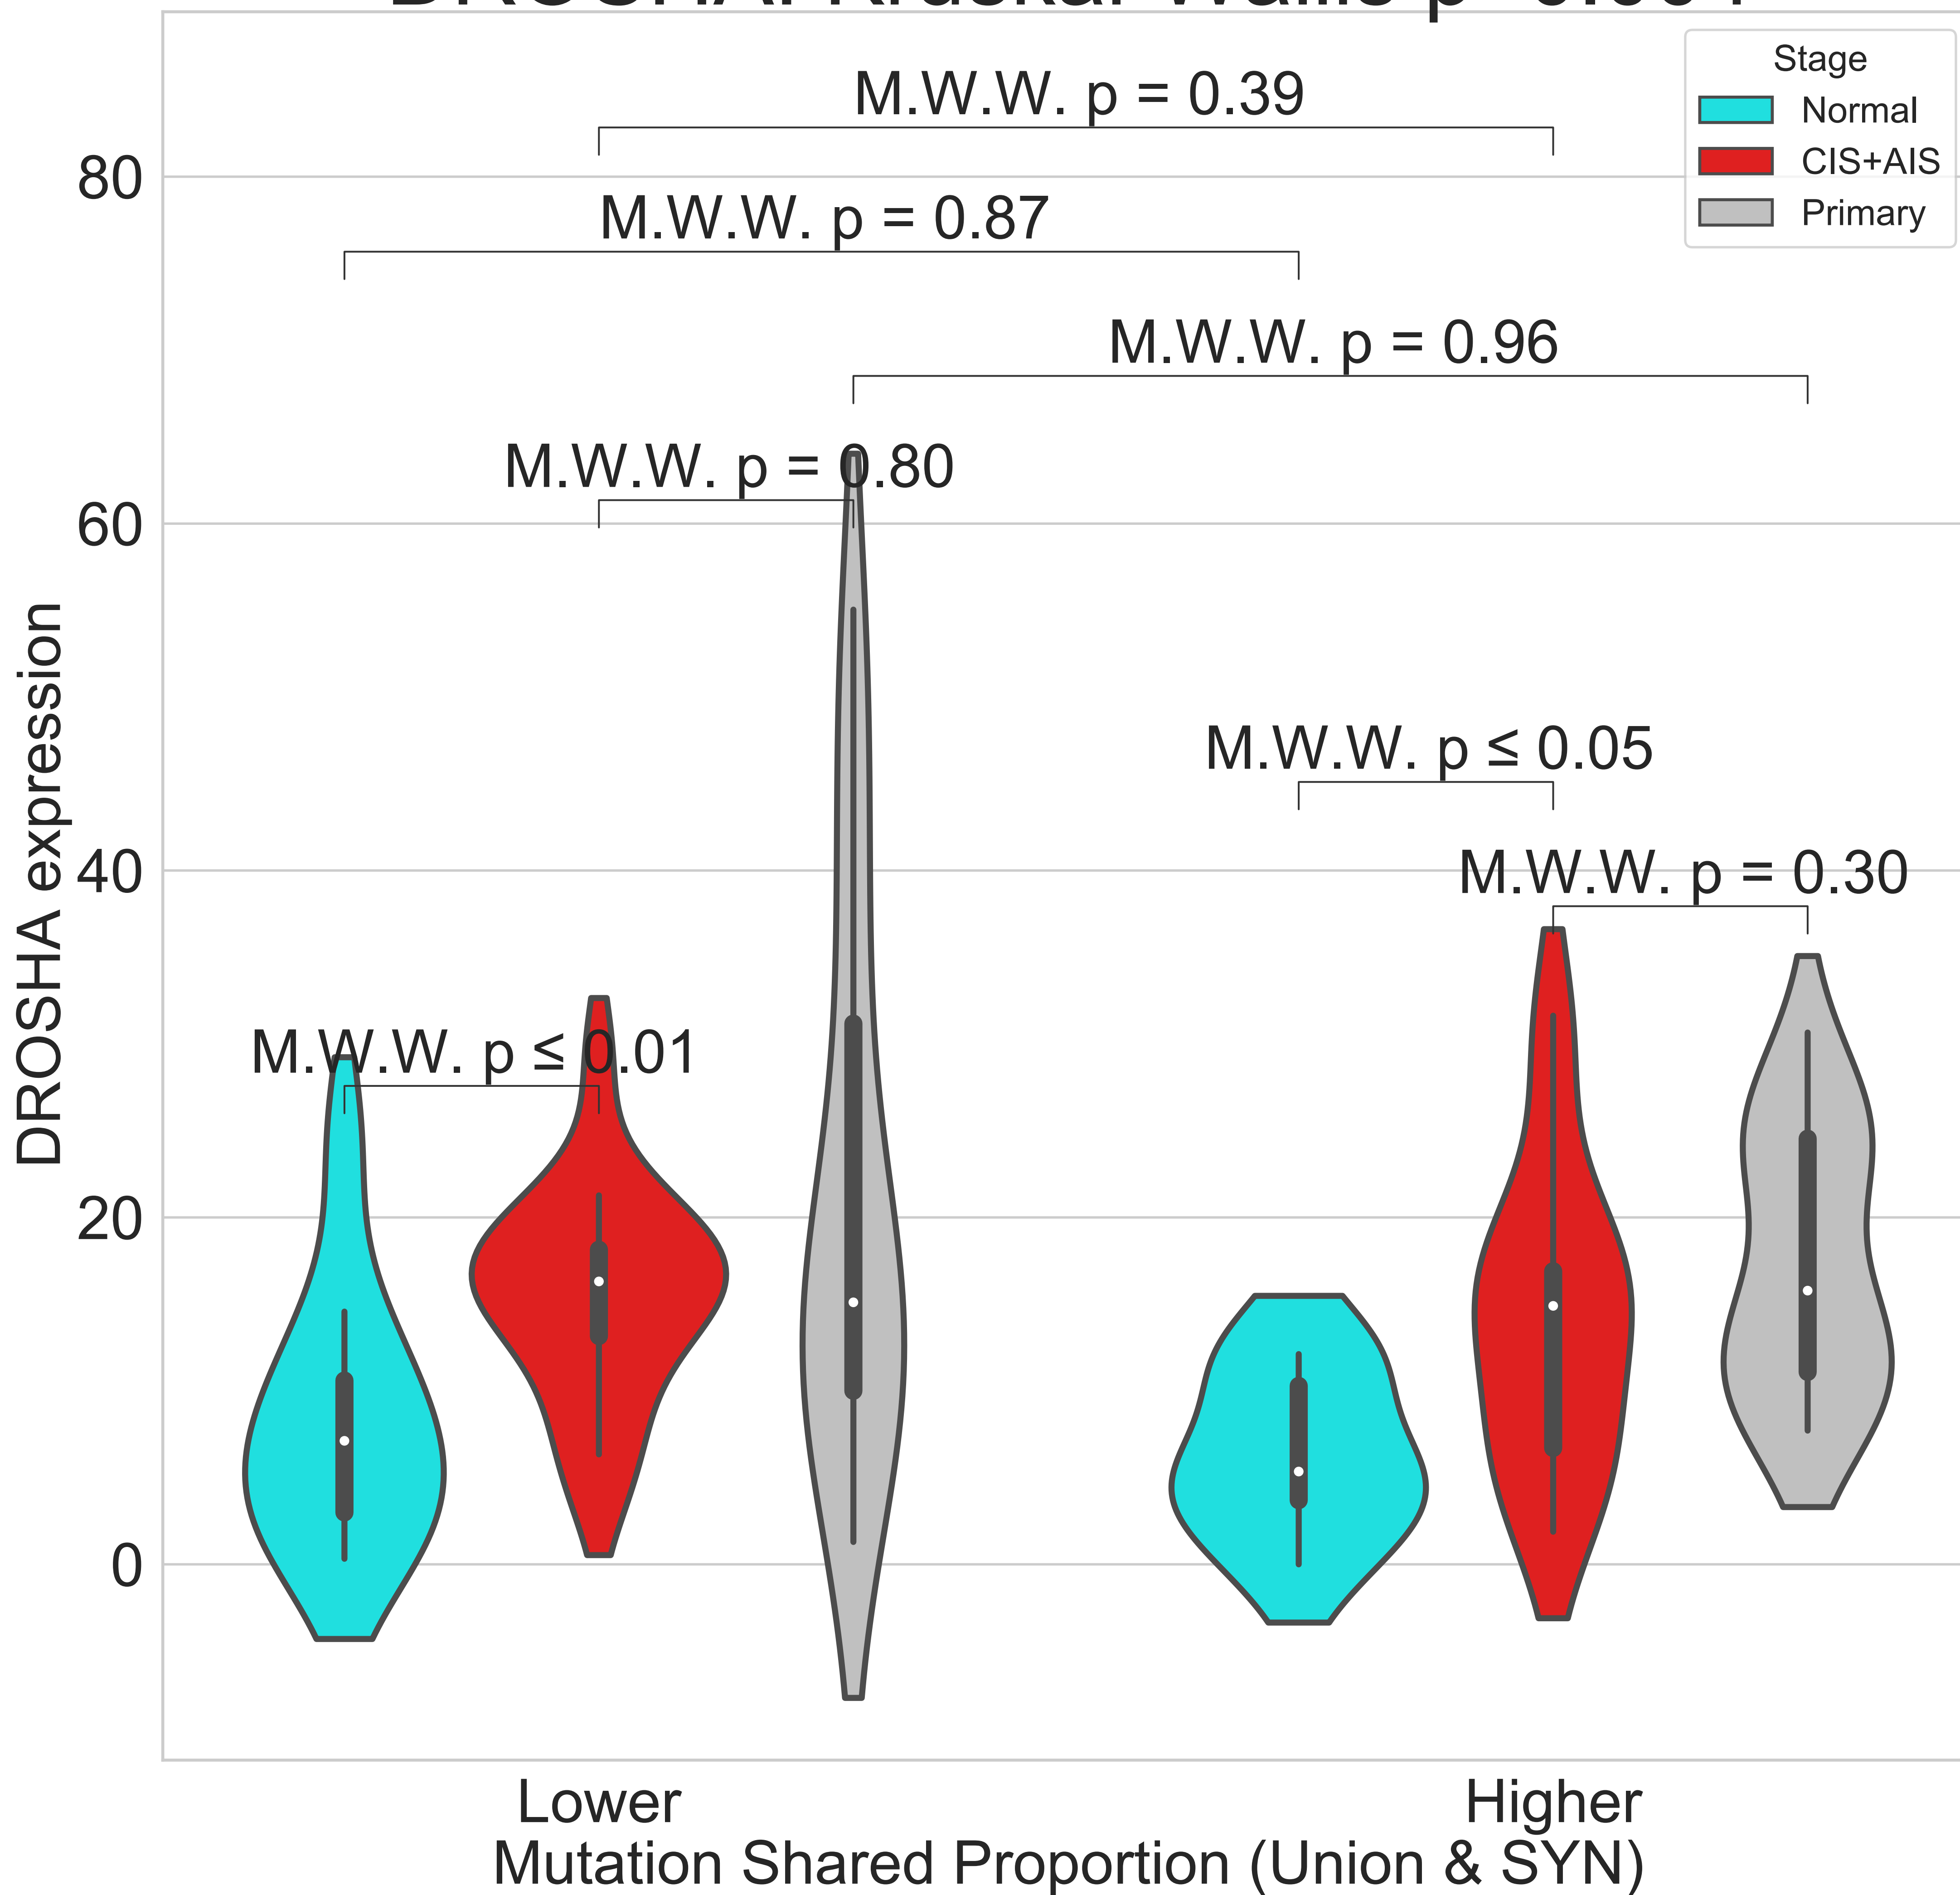 Stage
Normal
CIS+AIS
Primary
M.W.W. p = 0.39
M.W.W. p = 0.87
M.W.W. p = 0.96
M.W.W. p = 0.80
M.W.W. p ≤ 0.05
M.W.W. p = 0.30
M.W.W. p ≤ 0.01
80
60
40
20
0
DROSHA expression
Lower
Higher
Mutation Shared Proportion (Union & SYN)